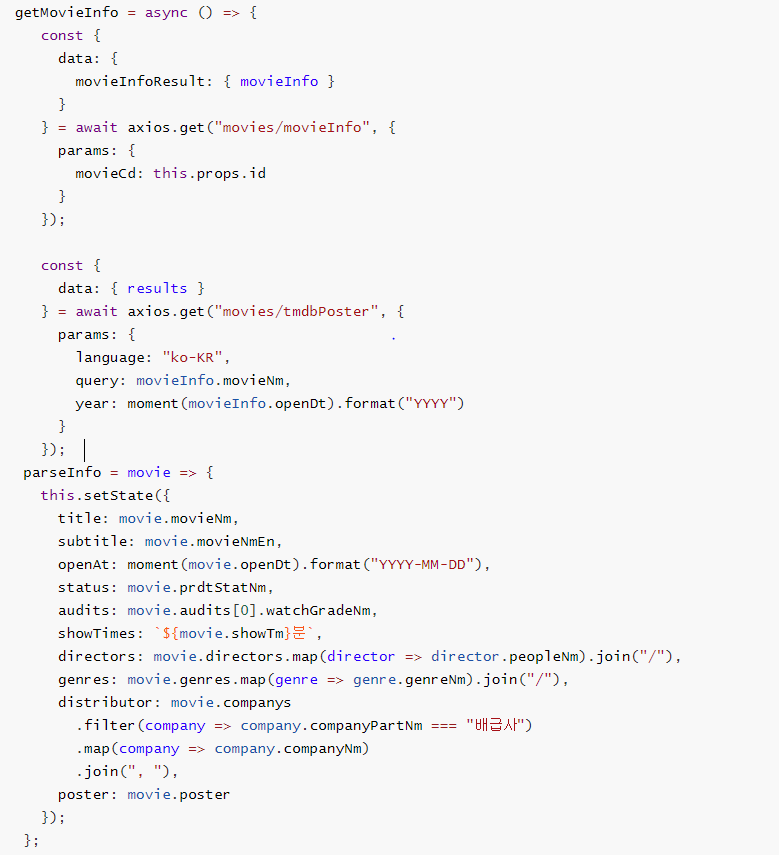 getMovieInfo = async () => {
const {
data: {
movieInfoResult: { movieInfo }
}
} = await axios.get("movies/movieInfo", {
params: {
movieCd: this.props.id
}
});
const {
data: { results }
} = await axios.get("movies/tmdbPoster", {
params: {
language: "ko-KR",
query: movieInfo.movieNm,
year: moment(movieInfo.openDt).format("YYYY")
}
});
parseInfo = movie => {
this.setState({
title: movie.movieNm,
subtitle: movie.movieNmEn,
openAt: moment(movie.openDt).format("YYYY-MM-DD"),
status: movie.prdtStatNm,
audits: movie.audits[0].watchGradeNm,
showTimes: `${movie.showTm}분`,
directors: movie.directors.map(director => director.peopleNm).join("/"),
genres: movie.genres.map(genre => genre.genreNm).join("/"),
distributor: movie.companys
.filter(company => company.companyPartNm === "배급사")
.map(company => company.companyNm)
.join(", "),
poster: movie.poster
});
};